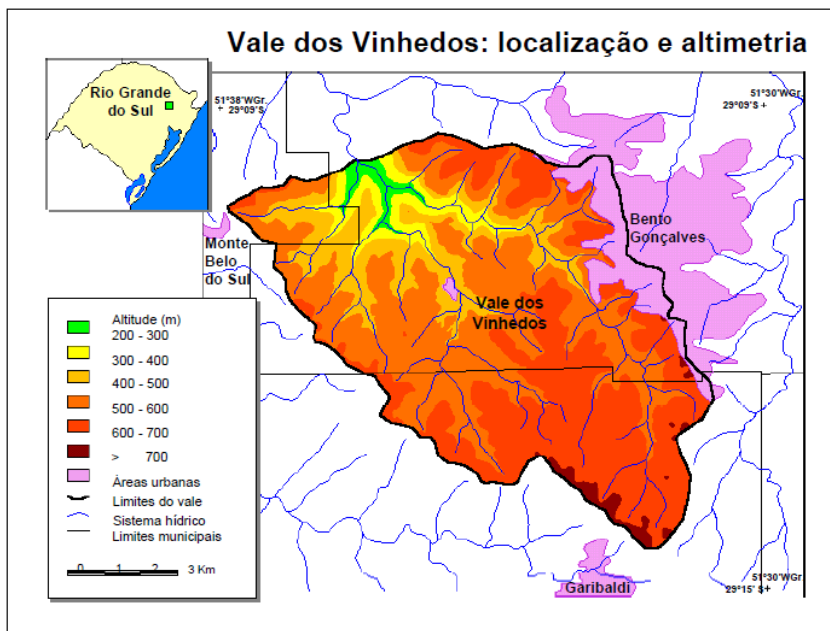 Vale dos Vinhedos: localização e altimetria
Rio Grande
do Sul
51°38'WGr.
+ 29°09'S
51°30'WGr.
29°09'S +
Bento
Gonçalves
Monte
Belo
do Sul
Vale dos
Vinhedos
Altitude (m)
200 - 300
300 - 400
400 - 500
500 - 600
600 - 700
> 700
Áreas urbanas
Limites do vale
Sistema hídrico
Limites municipais
0 1 2 3 Km
51°30'WGr.
29°15' S+
Garibaldi